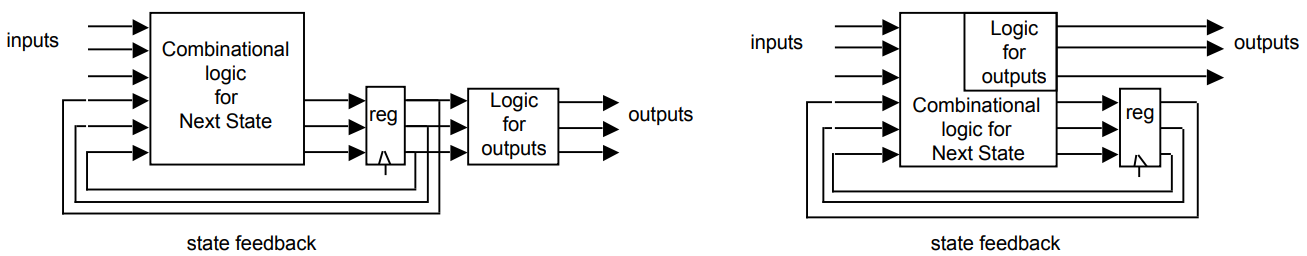 inputs
Combinational
logic
for
Next State
reg
Logic
for
outputs
outputs
state feedback
inputs
Logic
for
outputs
Combinational
logic for
Next State
reg
outputs
state feedback